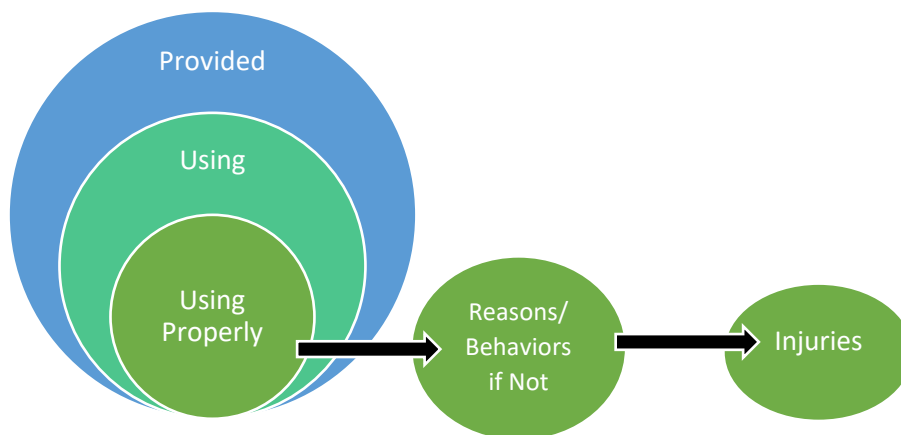 Provided
Using
Using
Properly
Reasons/
Behaviors
if Not
Injuries